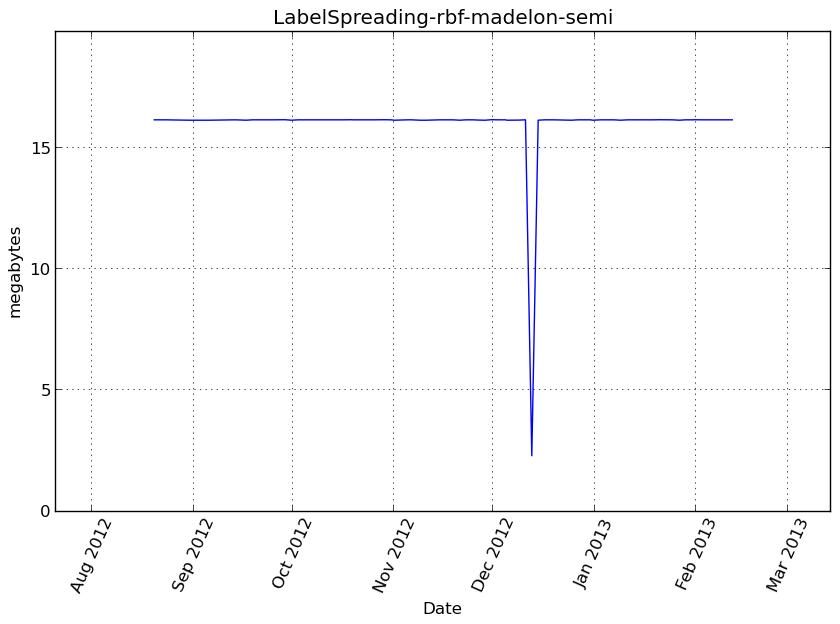 LabelSpreading-rbf-madelon-semi
megabytes
15
10
5
0
Aug 2012
Sep 2012
Oct 2012
Nov 2012
Dec 2012
Jan 2013
Feb 2013
Mar 2013
Date